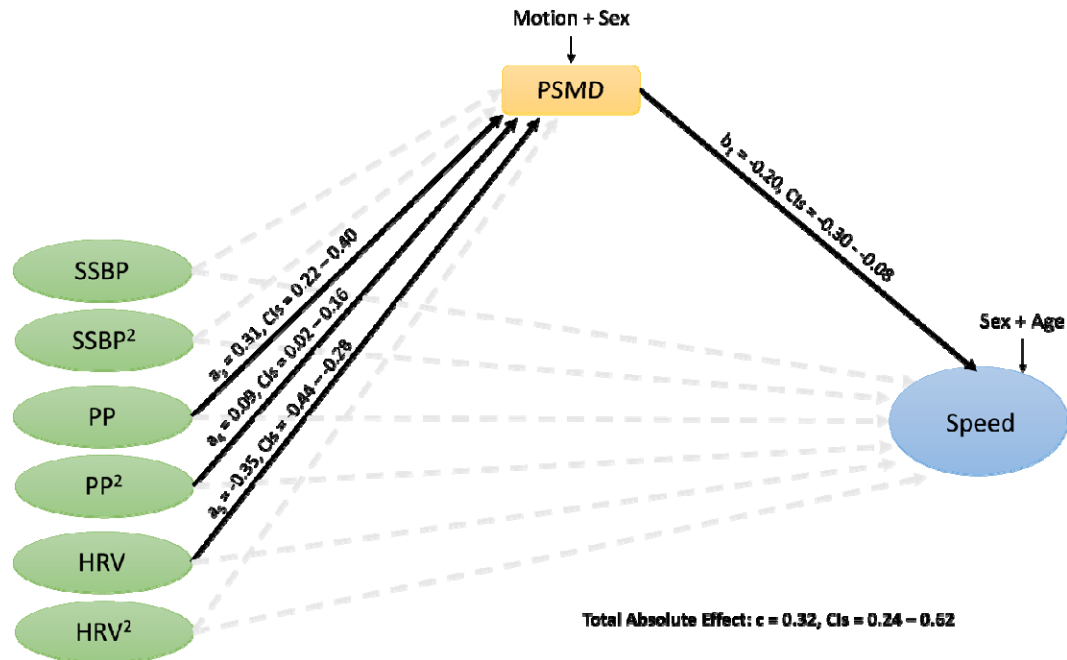 Motion + Sex
PSMD
b₁ = -0.20, CIs = -0.30 - -0.08
SSBP
a₃ = 0.31, CIs = 0.22 – 0.40
SSBP²
a₄ = 0.09, CIs = 0.02 – 0.16
Sex + Age
PP
a₅ = -0.35, CIs = -0.44 – -0.28
Speed
PP²
HRV
HRV²
Total Absolute Effect: c = 0.32, CIs = 0.24 – 0.62